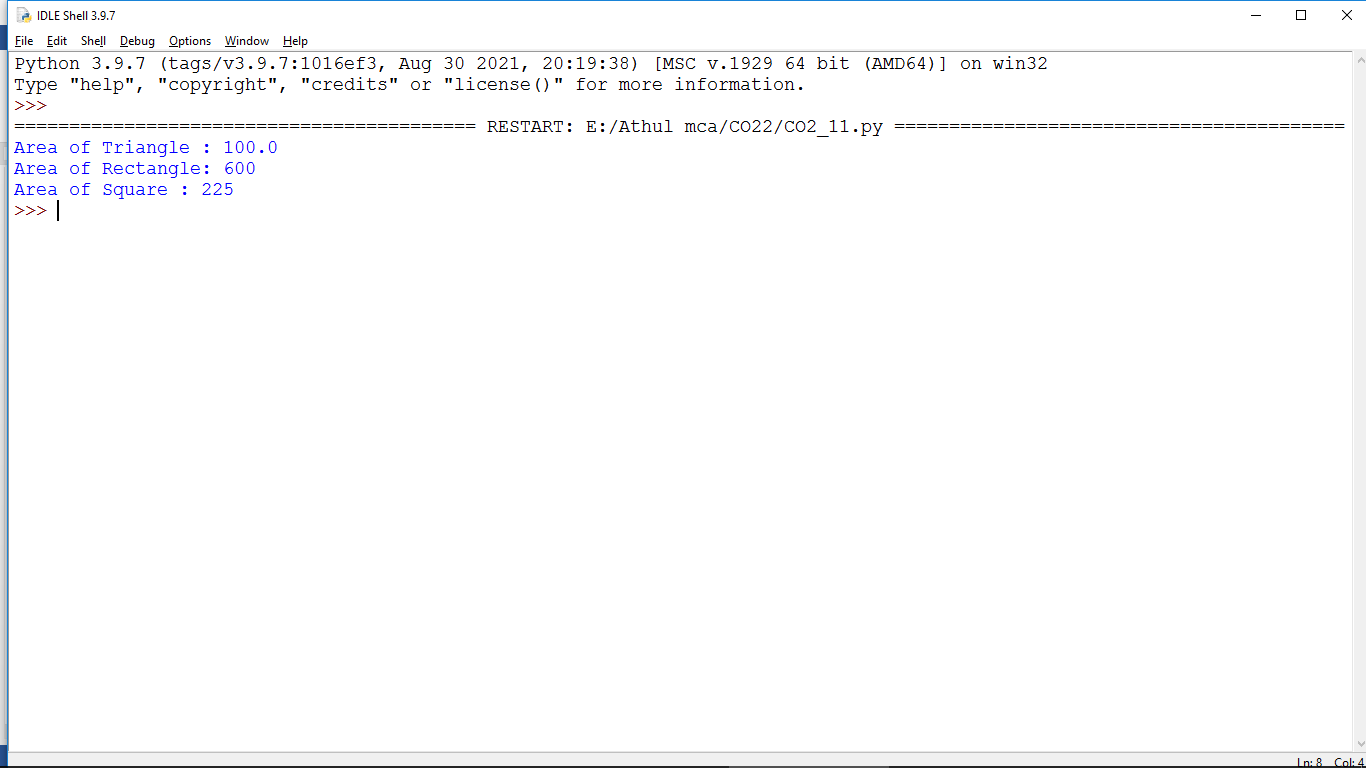 IDLE Shell 3.9.7
File Edit Shell Debug Options Window Help
Python 3.9.7 (tags/v3.9.7:1016ef3, Aug 30 2021, 20:19:38) [MSC v.1929 64 bit (AMD64)] on win32
Type "help", "copyright", "credits" or "license()" for more information.
>>>
========================================== RESTART: E:/Athul mca/CO22/CO2_11.py =========================================
Area of Triangle : 100.0
Area of Rectangle: 600
Area of Square : 225
>>>
Ln: 8 Col: 4